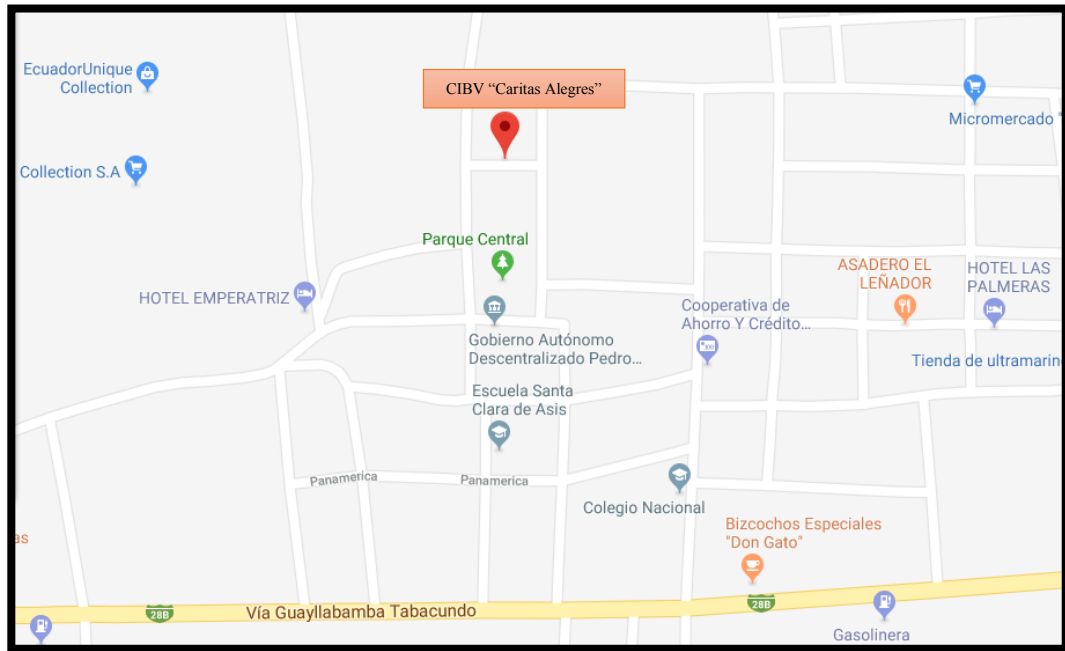 EcuadorUnique
Collection
CIBV “Caritas Alegres”
Micromercado "
Collection S.A
Parque Central
ASADERO EL
LEÑADOR
HOTEL LAS
PALMERAS
HOTEL EMPERATRIZ
Cooperativa de
Ahorro Y Crédito...
100
Gobierno Autónomo
Descentralizado Pedro...
Tienda de ultramarin
Escuela Santa
Clara de Asis
Panamerica
Panamerica
Colegio Nacional
Bizcochos Especiales
"Don Gato"
as
28B
Vía Guayllabamba Tabacundo
28B
Gasolinera